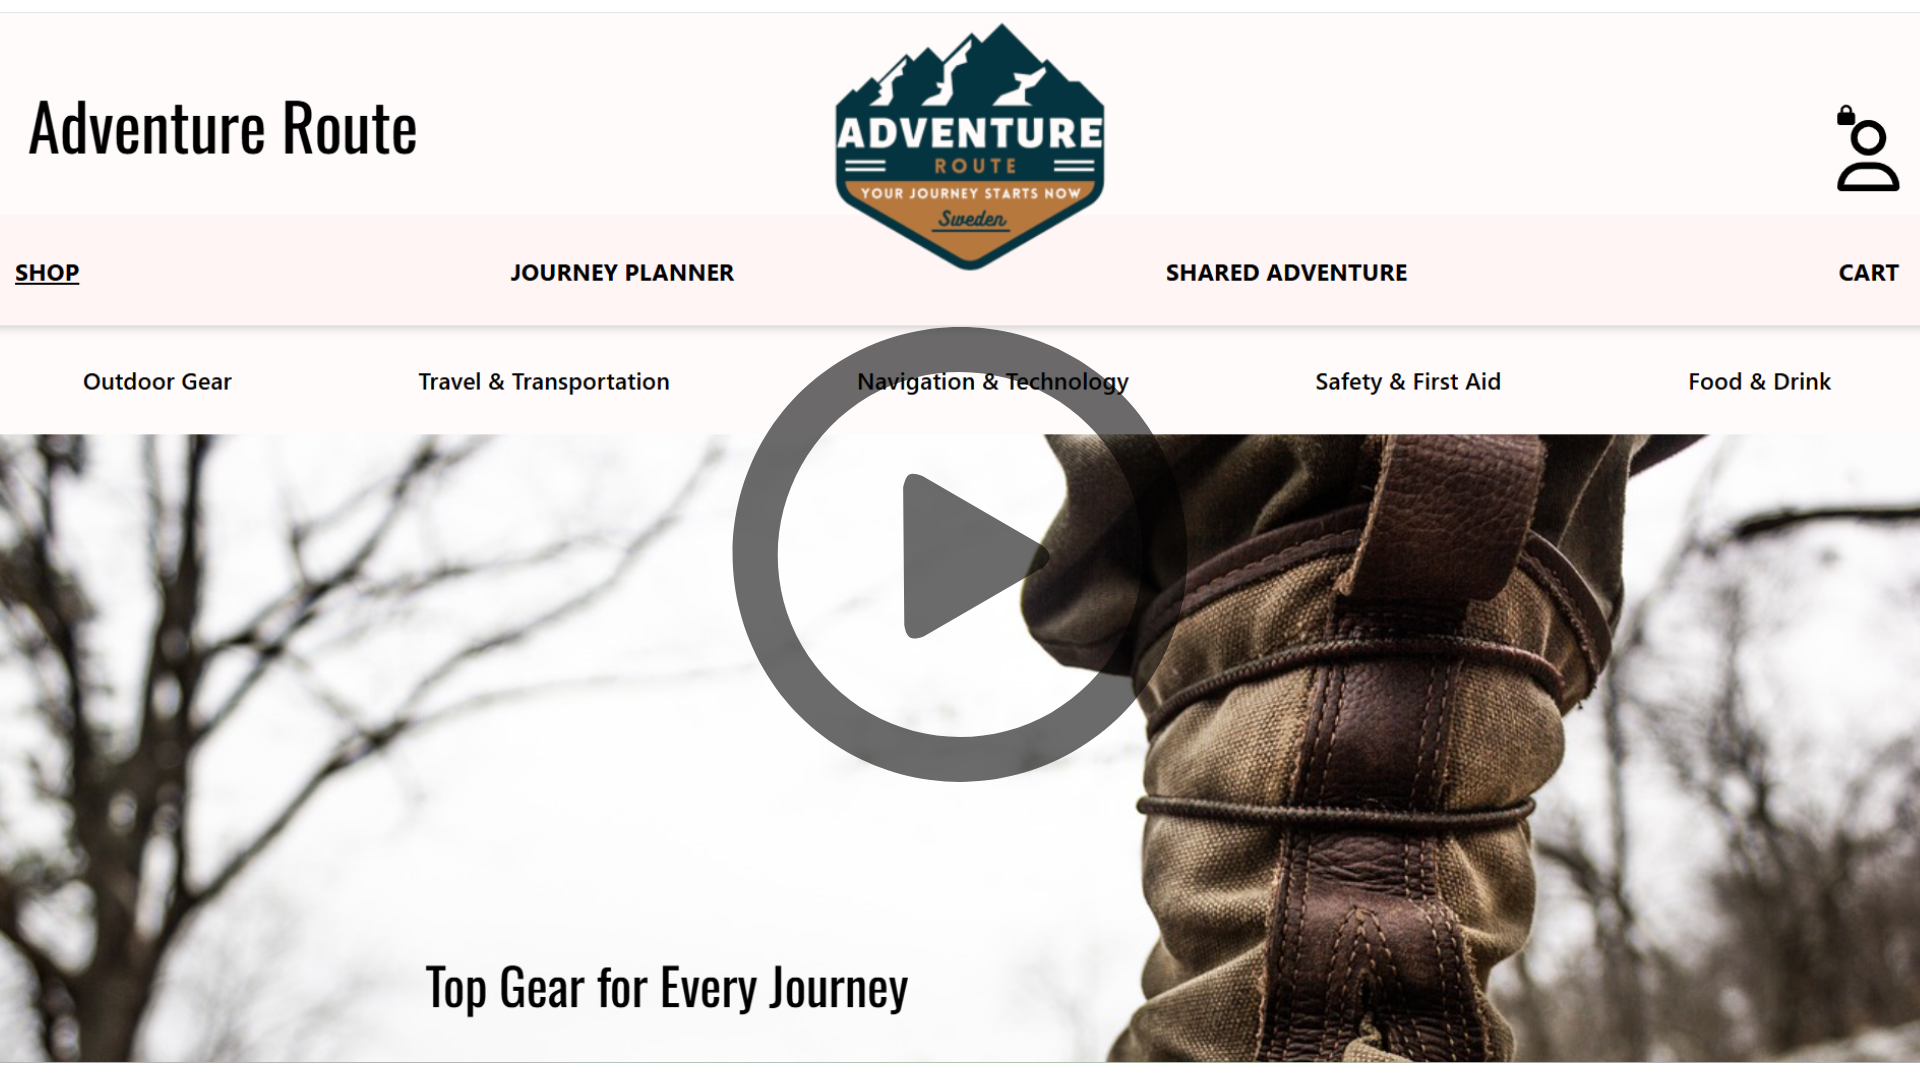 Adventure Route
ADVENTURE
ROUTE
YOUR JOURNEY STARTS NOW
Sweden
SHOP
JOURNEY PLANNER
SHARED ADVENTURE
CART
Outdoor Gear
Travel & Transportation
Navigation & Technology
Safety & First Aid
Food & Drink
Top Gear for Every Journey